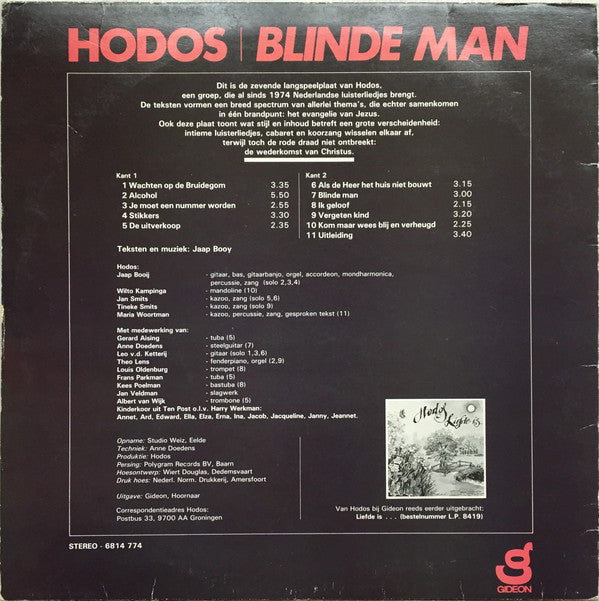 HODOS | BLINDE MAN
Dit is de zevende langspeelplaat van Hodos,
een groep, die al sinds 1974 Nederlandse luisterliedjes brengt.
De teksten vormen een breed spectrum van allerlei thema's, die echter samenkomen
in één brandpunt: het evangelie van Jezus.
Ook deze plaat toont wat stijl en inhoud betreft een grote verscheidenheid:
intieme luisterliedjes, cabaret en koorzang wisselen elkaar af,
terwijl toch de rode draad niet ontbreekt:
de wederkomst van Christus.
Kant 1
1 Wachten op de Bruidegom 3.35
2 Alcohol 5.50
3 Je moet een nummer worden 2.55
4 Stikkers 3.30
5 De uitverkoop 2.35
Kant 2
6 Als de Heer het huis niet bouwt 3.15
7 Blinde man 3.00
8 Ik geloof 2.15
9 Vergeten kind 3.20
10 Kom maar wees blij en verheugd 2.25
11 Uitleiding 3.40
Teksten en muziek: Jaap Booy
Hodos:
Jaap Booij - gitaar, bas, gitaarbanjo, orgel, accordeon, mondharmonica,
percussie, zang (solo 2,3,4)
Wilto Kampinga - mandoline (10)
Jan Smits - kazoo, zang (solo 5,6)
Tineke Smits - kazoo, zang (solo 9)
Maria Woortman - kazoo, percussie, zang, gesproken tekst (11)
Met medewerking van:
Gerard Aising - tuba (5)
Anne Doedens - steelguitar (7)
Leo v.d. Ketterij - gitaar (solo 1,3,6)
Theo Lens - fenderpiano, orgel (2,9)
Louis Oldenburg - trompet (8)
Frans Parkman - tuba (5)
Kees Poelman - bastuba (8)
Jan Veldman - slagwerk
Albert van Wijk - trombone (5)
Kinderkoor uit Ten Post o.l.v. Harry Werkman:
Annet, Ard, Edward, Ella, Elza, Erna, Ina, Jacob, Jacqueline, Janny, Jeannet.
Opname: Studio Weiz, Eelde
Techniek: Anne Doedens
Produktie: Hodos
Persing: Polygram Records BV, Baarn
Hoesontwerp: Wiert Douglas, Dedemsvaart
Druk hoes: Nederl. Norm. Drukkerij, Amersfoort
Uitgave: Gideon, Hoornaar
Correspondentieadres Hodos:
Postbus 33, 9700 AA Groningen
Hodos
Liefde is
Van Hodos bij Gideon reeds eerder uitgebracht:
Liefde is . . . (bestelnummer L.P. 8419)
STEREO - 6814 774
GIDEON